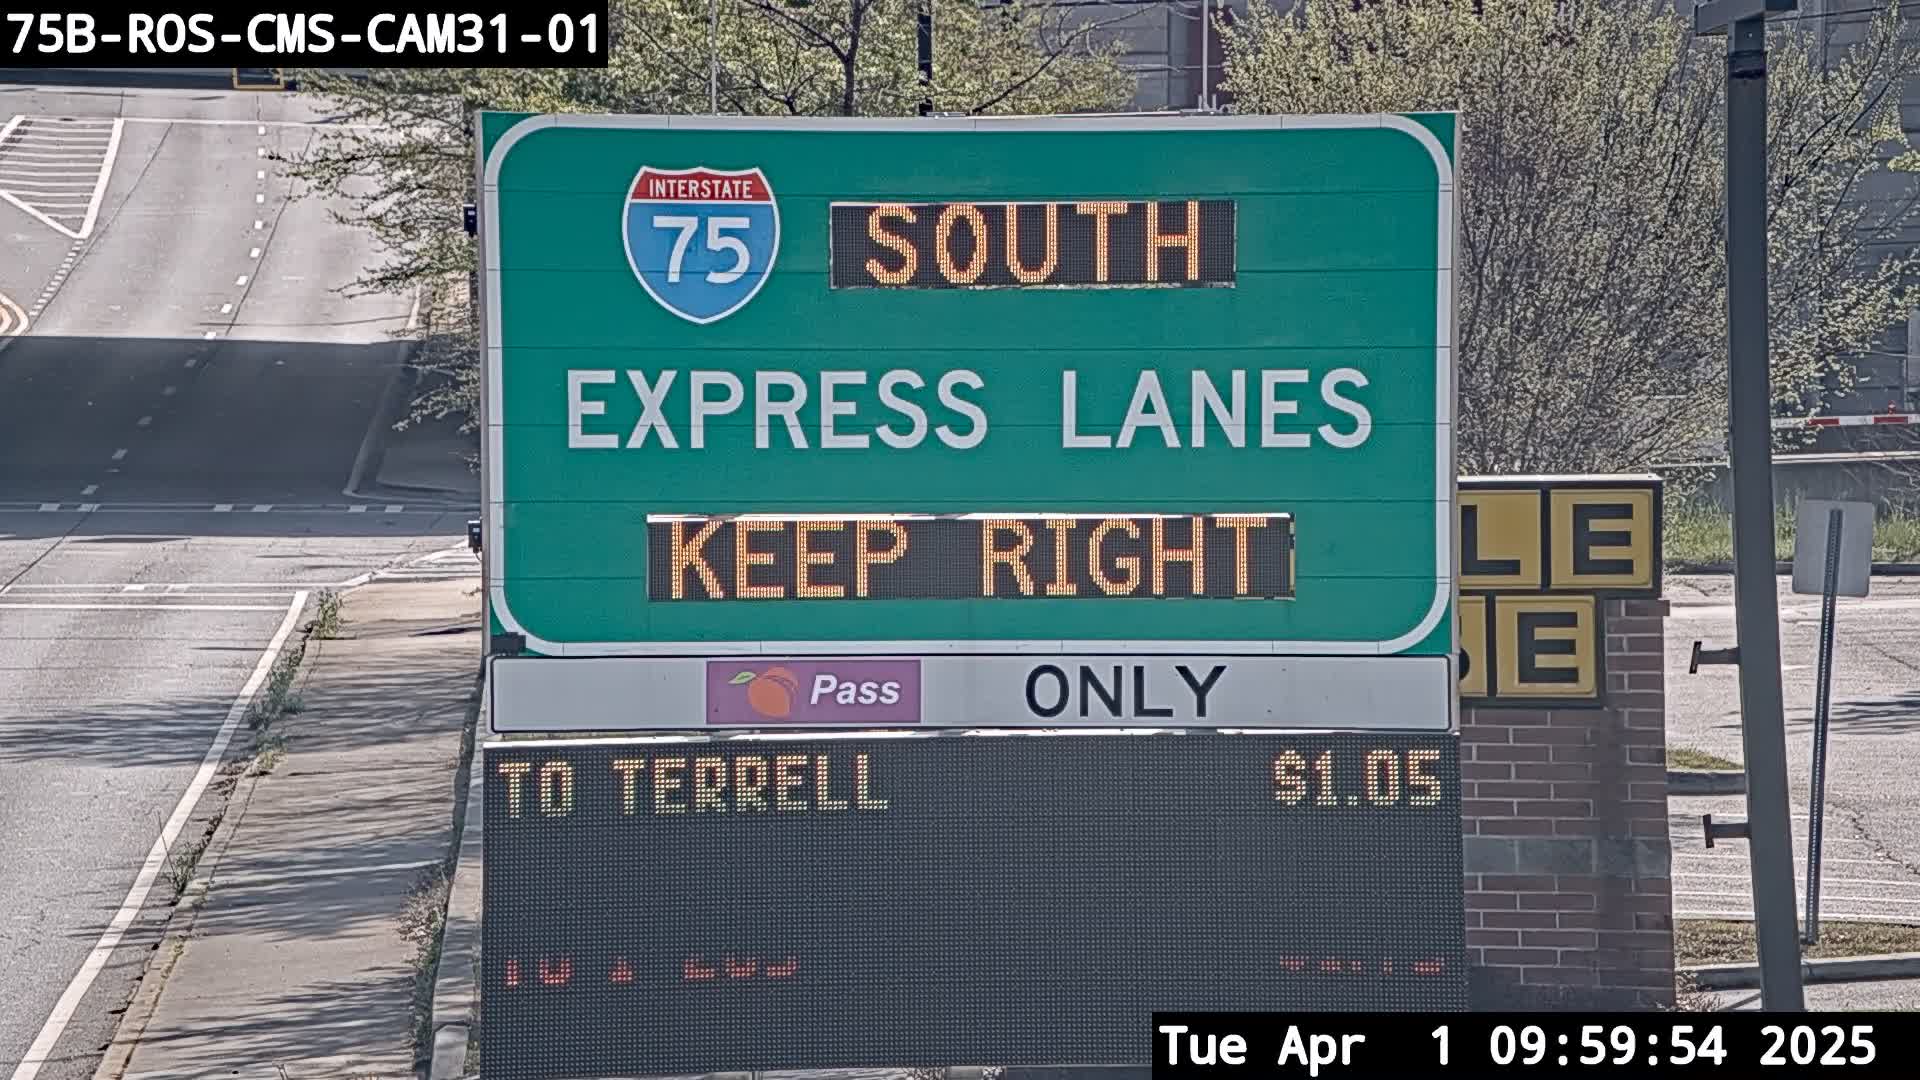 75B-ROS-CMS-CAM31-01
INTERSTATE
75
SOUTH
EXPRESS LANES
KEEP RIGHT
Pass ONLY
TO TERRELL $1.05
LE
E
Tue Apr 1 09:59:54 2025